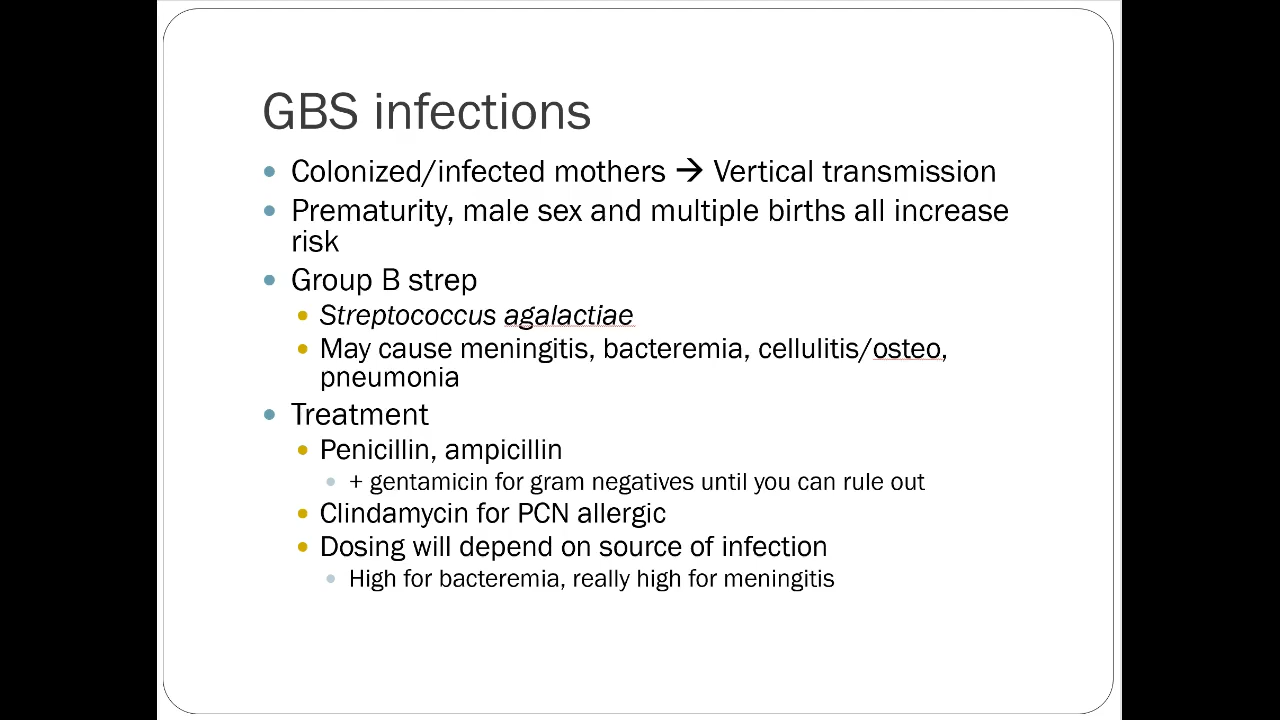 GBS infections
Colonized/infected mothers → Vertical transmission
Prematurity, male sex and multiple births all increase
risk
Group B strep
Streptococcus agalactiae
May cause meningitis, bacteremia, cellulitis/osteo,
pneumonia
Treatment
Penicillin, ampicillin
+ gentamicin for gram negatives until you can rule out
Clindamycin for PCN allergic
Dosing will depend on source of infection
High for bacteremia, really high for meningitis